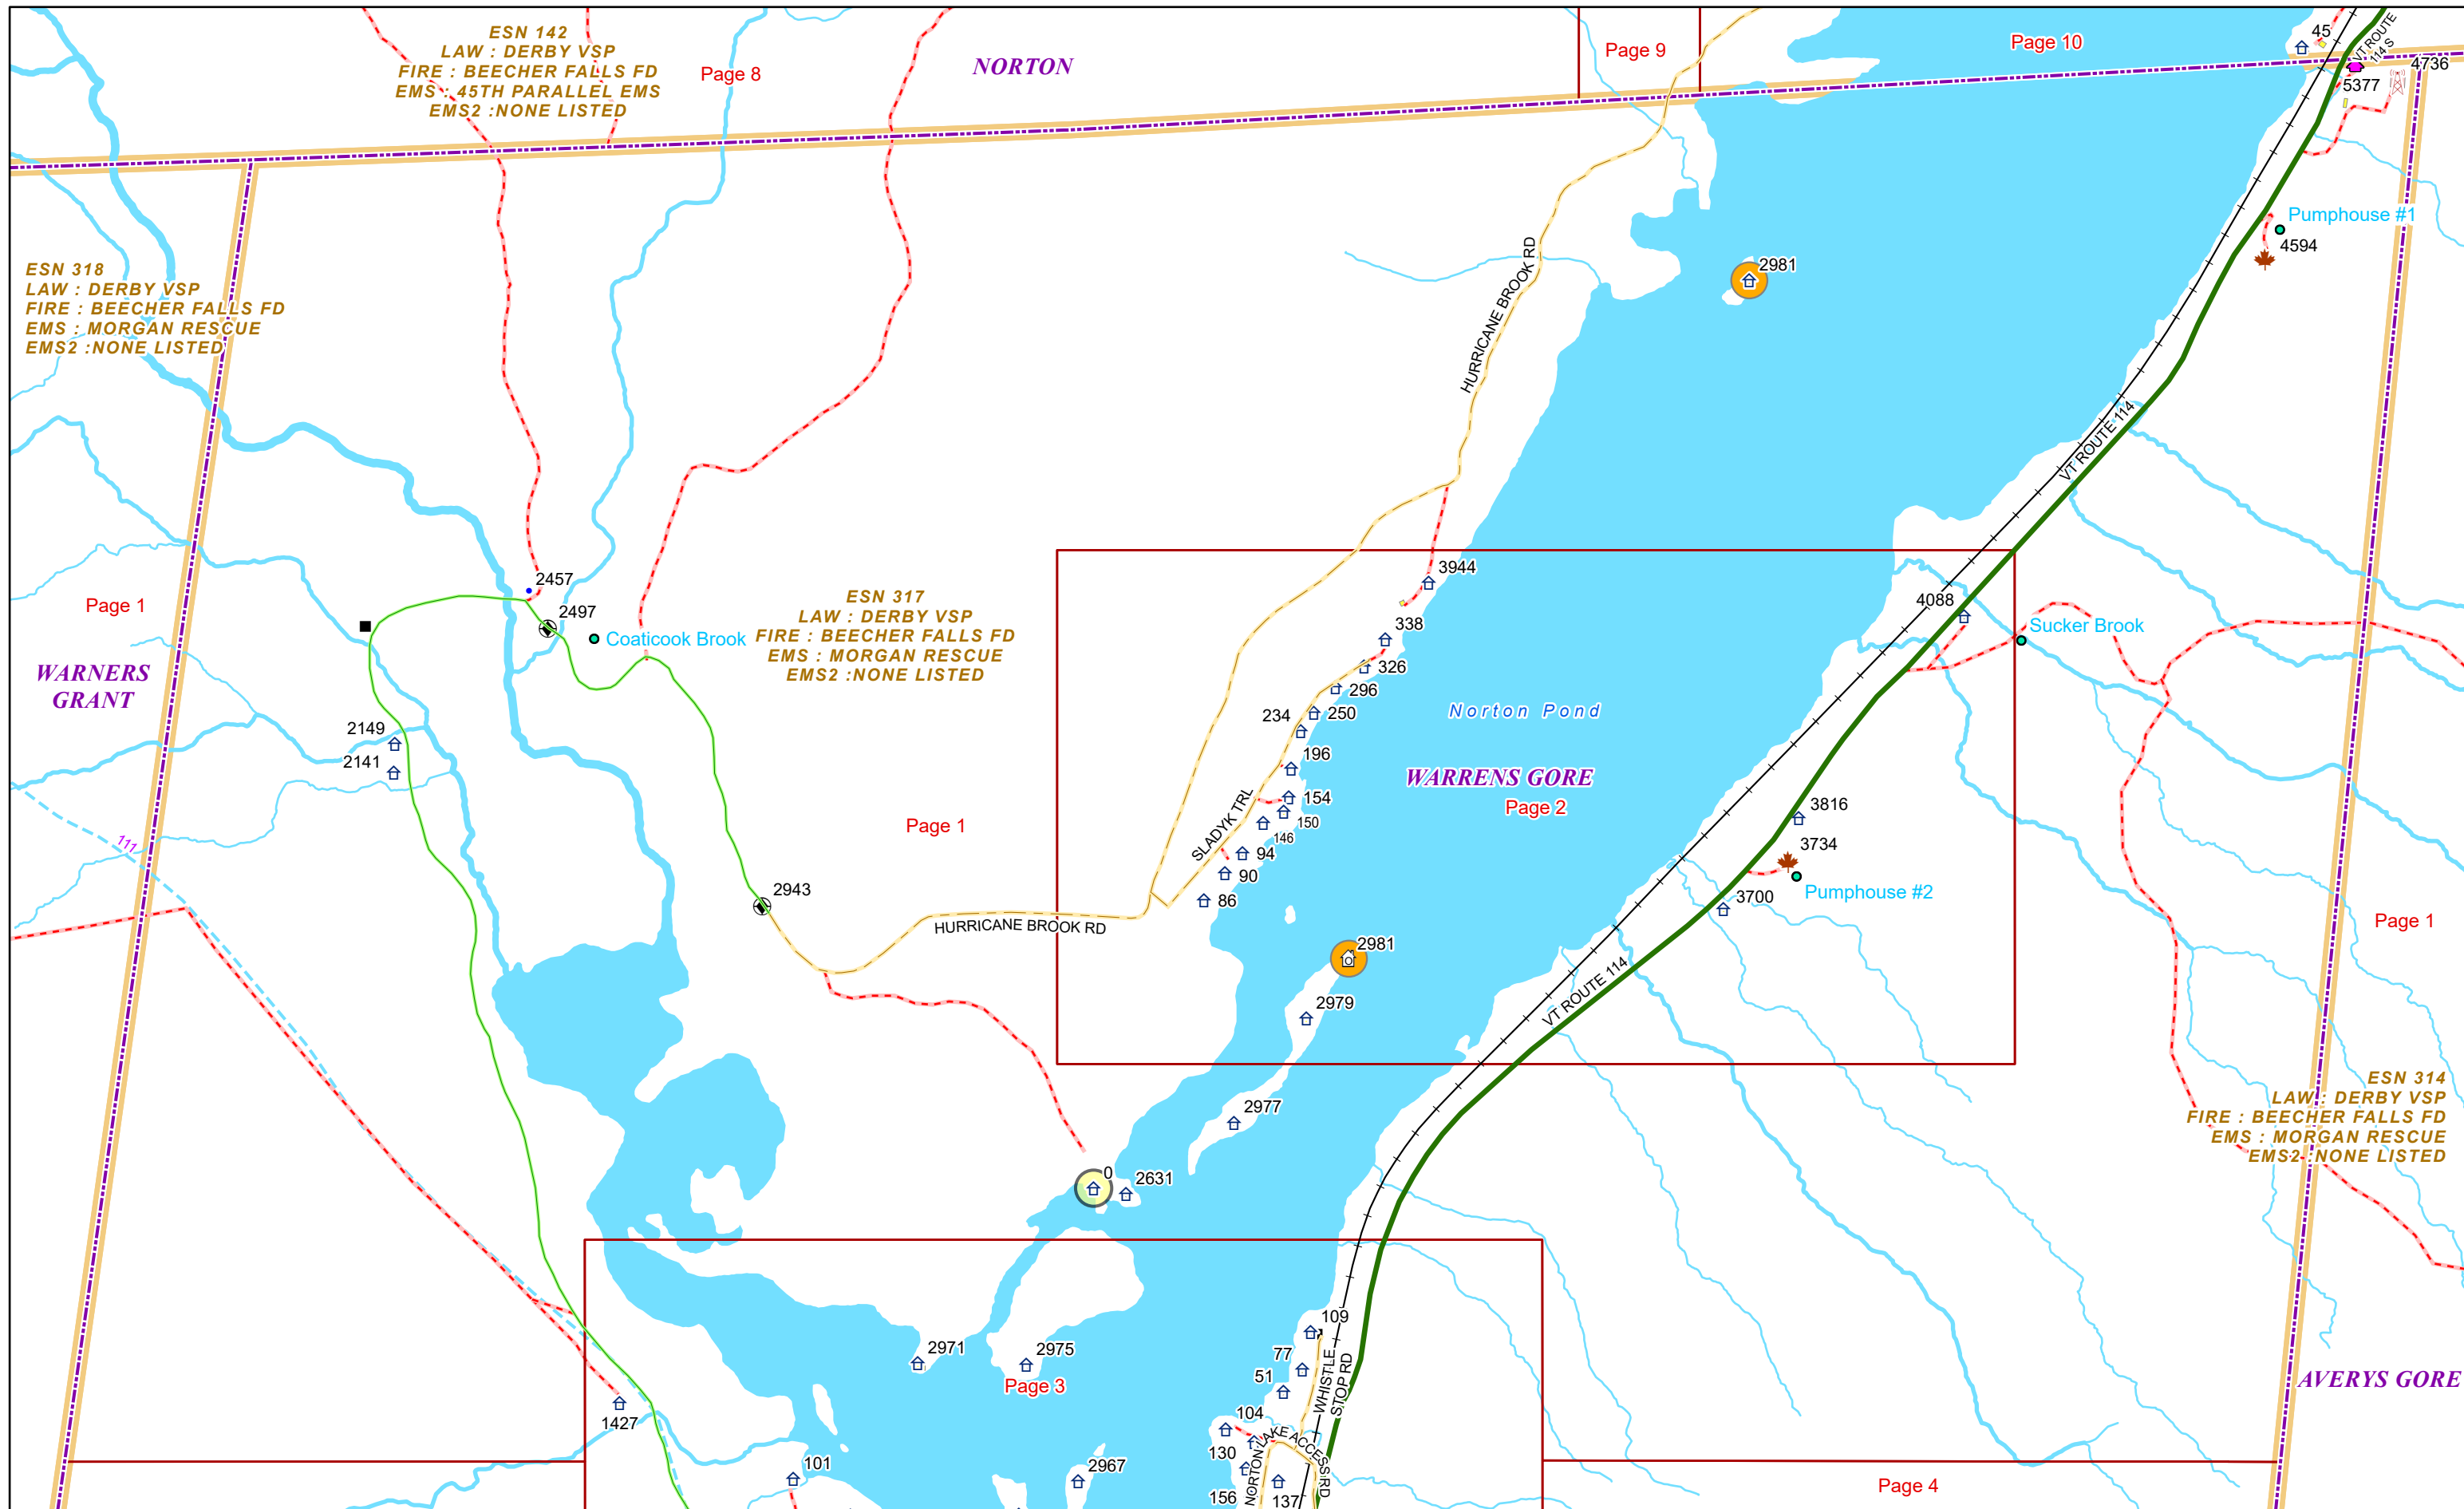 ESN 142
LAW : DERBY VSP
FIRE : BEECHER FALLS FD
EMS : 45TH PARALLEL EMS
EMS2 :NONE LISTED
Page 8
NORTON
Page 9
Page 10
45
VT ROUTE
114 S
4736
5377
Pumphouse #1
4594
ESN 318
LAW : DERBY VSP
FIRE : BEECHER FALLS FD
EMS : MORGAN RESCUE
EMS2 :NONE LISTED
HURRICANE BROOK RD
2981
VT ROUTE 114
2457
2497
Coaticook Brook
Page 1
WARNERS
GRANT
ESN 317
LAW : DERBY VSP
FIRE : BEECHER FALLS FD
EMS : MORGAN RESCUE
EMS2 :NONE LISTED
3944
338
326
296
250
234
196
154
150
146
94
90
86
SLADYK TRL
4088
Sucker Brook
Norton Pond
WARRENS GORE
Page 2
2149
2141
111
Page 1
3816
3734
Pumphouse #2
3700
Page 1
2943
HURRICANE BROOK RD
2981
2979
VT ROUTE 114
2977
ESN 314
LAW : DERBY VSP
FIRE : BEECHER FALLS FD
EMS : MORGAN RESCUE
EMS2 :NONE LISTED
0
2631
109
77
51
WHISTLE
STOP RD
2971
2975
Page 3
AVERYS GORE
1427
104
130
156
137
NORTON LAKE ACCESS RD
101
2967
Page 4